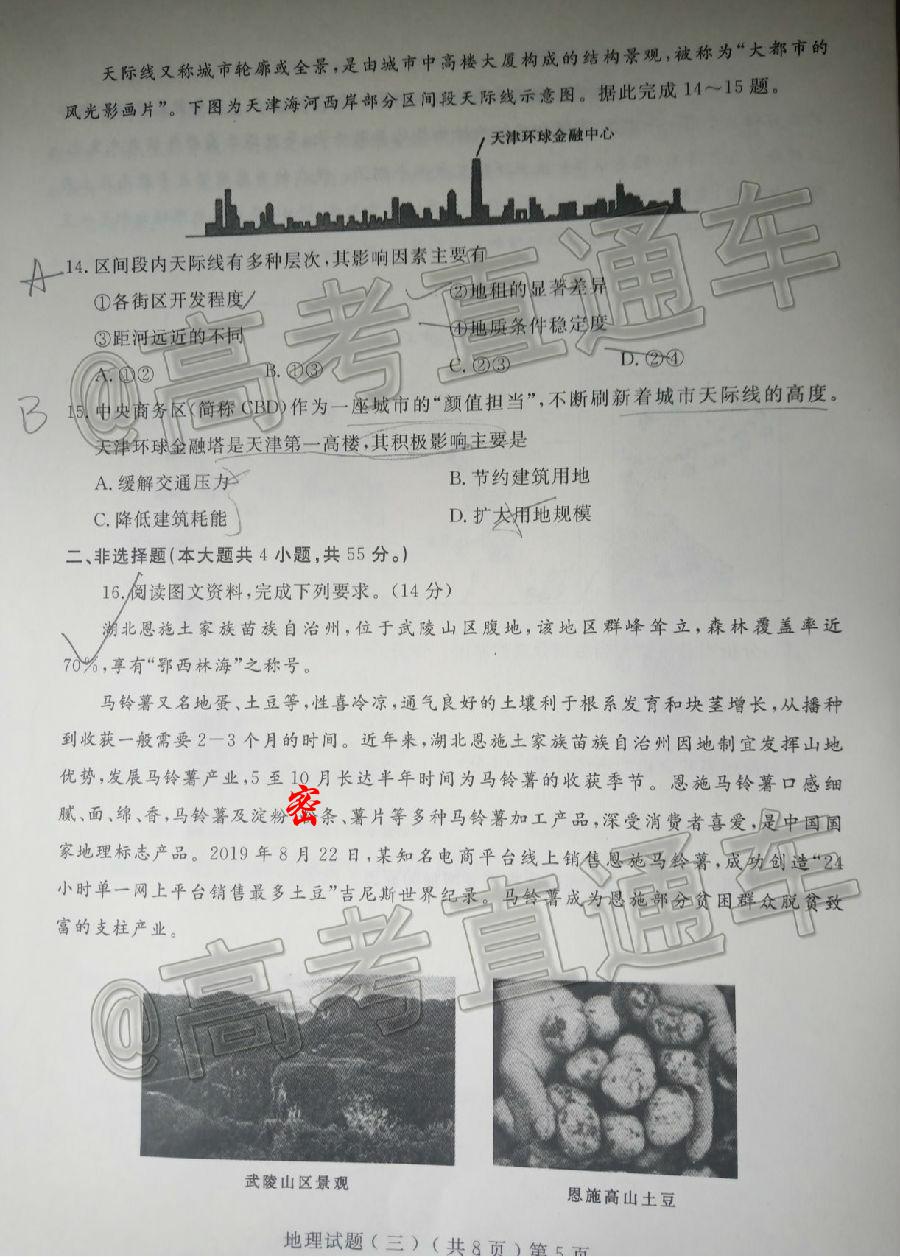 天际线又称城市轮廓或全景，是由城市中高楼大厦构成的结构景观，被称为“大都市的
风光影画片”。下图为天津海河西岸部分区间段天际线示意图。据此完成14～15题。
天津环球金融中心
A
14.区间段内天际线有多种层次，其影响因素主要有
①各街区开发程度 ②地租的显著差异
③距河远近的不同 ④地质条件稳定度
A.①② B.①③ C.②③ D.②④
B
15.中央商务区(简称CBD)作为一座城市的“颜值担当”，不断刷新着城市天际线的高度。
天津环球金融塔是天津第一高楼，其积极影响主要是
A.缓解交通压力 B.节约建筑用地
C.降低建筑耗能 D.扩大用地规模
二、非选择题(本大题共4小题，共55分。)
16.阅读图文资料，完成下列要求。(14分)
湖北恩施土家族苗族自治州，位于武陵山区腹地，该地区群峰耸立，森林覆盖率近
70%，享有“鄂西林海”之称号。
马铃薯又名地蛋、土豆等，性喜冷凉，通气良好的土壤利于根系发育和块茎增长，从播种
到收获一般需要2－3个月的时间。近年来，湖北恩施土家族苗族自治州因地制宜发挥山地
优势，发展马铃薯产业，5至10月长达半年时间为马铃薯的收获季节。恩施马铃薯口感细
腻、面、绵、香，马铃薯及淀粉 密 条、薯片等多种马铃薯加工产品，深受消费者喜爱，是中国国
家地理标志产品。2019年8月22日，某知名电商平台线上销售恩施马铃薯，成功创造“24
小时单一网上平台销售最多土豆”吉尼斯世界纪录。马铃薯成为恩施部分贫困群众脱贫致
富的支柱产业。
武陵山区景观
恩施高山土豆
地理试题(三)(共8页)第5页
@高考直通车
@高考直通车